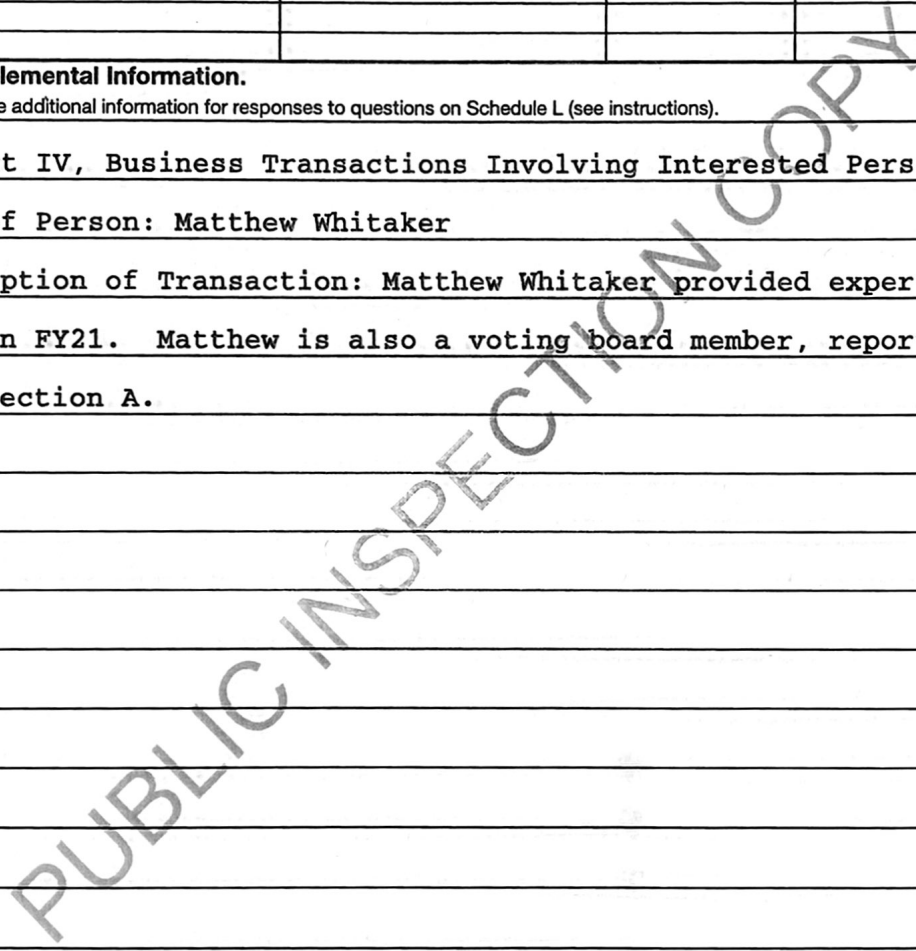 lemental Information.
e additional information for responses to questions on Schedule L (see instructions).
t IV, Business Transactions Involving Interested Pers
f Person: Matthew Whitaker
ption of Transaction: Matthew Whitaker provided exper
n FY21. Matthew is also a voting board member, repor
ection A.
PUBLIC INSPECTION COPY